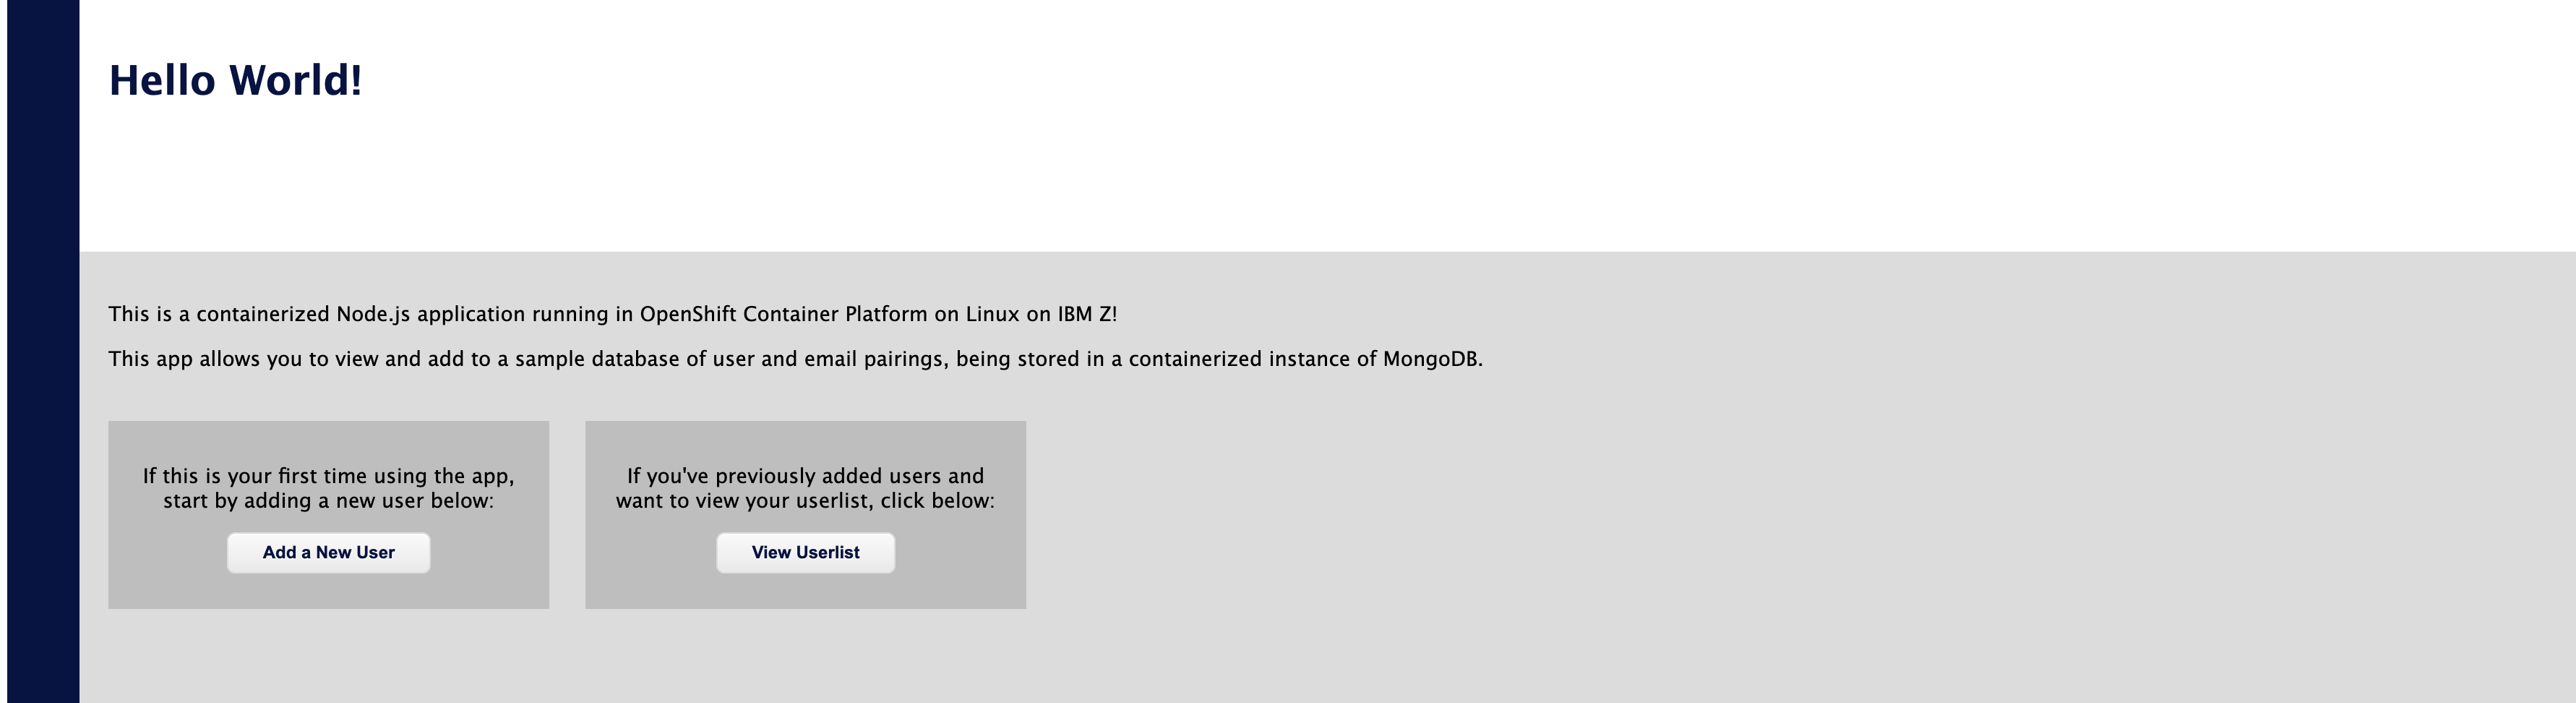 Hello World!
This is a containerized Node.js application running in OpenShift Container Platform on Linux on IBM Z!
This app allows you to view and add to a sample database of user and email pairings, being stored in a containerized instance of MongoDB.
If this is your first time using the app,
start by adding a new user below:
Add a New User
If you've previously added users and
want to view your userlist, click below:
View Userlist